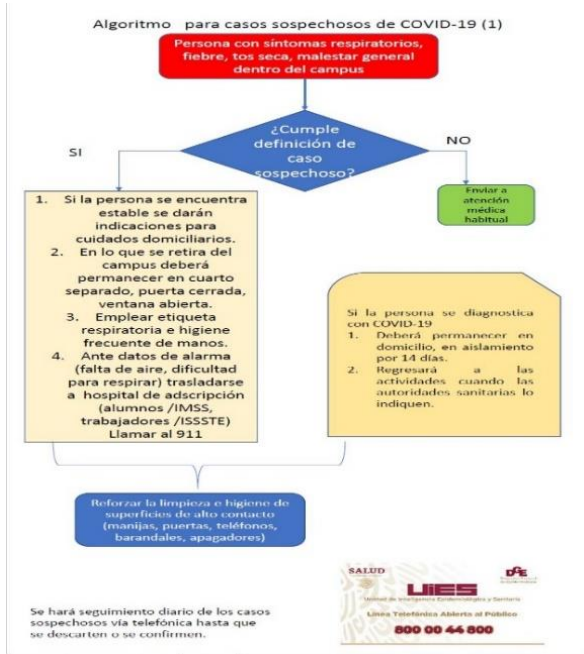 Algoritmo para casos sospechosos de COVID-19 (1)
Persona con síntomas respiratorios,
fiebre, tos seca, malestar general
dentro del campus
¿Cumple
definición de
caso
sospechoso?
SI
NO
Enviar a
atención
médica
habitual
1. Si la persona se encuentra
estable se darán
indicaciones para
cuidados domiciliarios.
2. En lo que se retira del
campus deberá
permanecer en cuarto
separado, puerta cerrada,
ventana abierta.
3. Emplear etiqueta
respiratoria e higiene
frecuente de manos.
4. Ante datos de alarma
(falta de aire, dificultad
para respirar) trasladarse
a hospital de adscripción
(alumnos /IMSS,
trabajadores /ISSSTE)
Llamar al 911
Si la persona se diagnostica
con COVID-19
1. Deberá permanecer en
domicilio, en aislamiento
por 14 días.
2. Regresará a las
actividades cuando las
autoridades sanitarias lo
indiquen.
Reforzar la limpieza e higiene de
superficies de alto contacto
(manijas, puertas, teléfonos,
barandales, apagadores)
Se hará seguimiento diario de los casos
sospechosos vía telefónica hasta que
se descarten o se confirmen.
SALUD
DGE
UIES
Unidad de Inteligencia Epidemiológica y Sanitaria
Línea Telefónica Abierta al Público
800 00 44 800